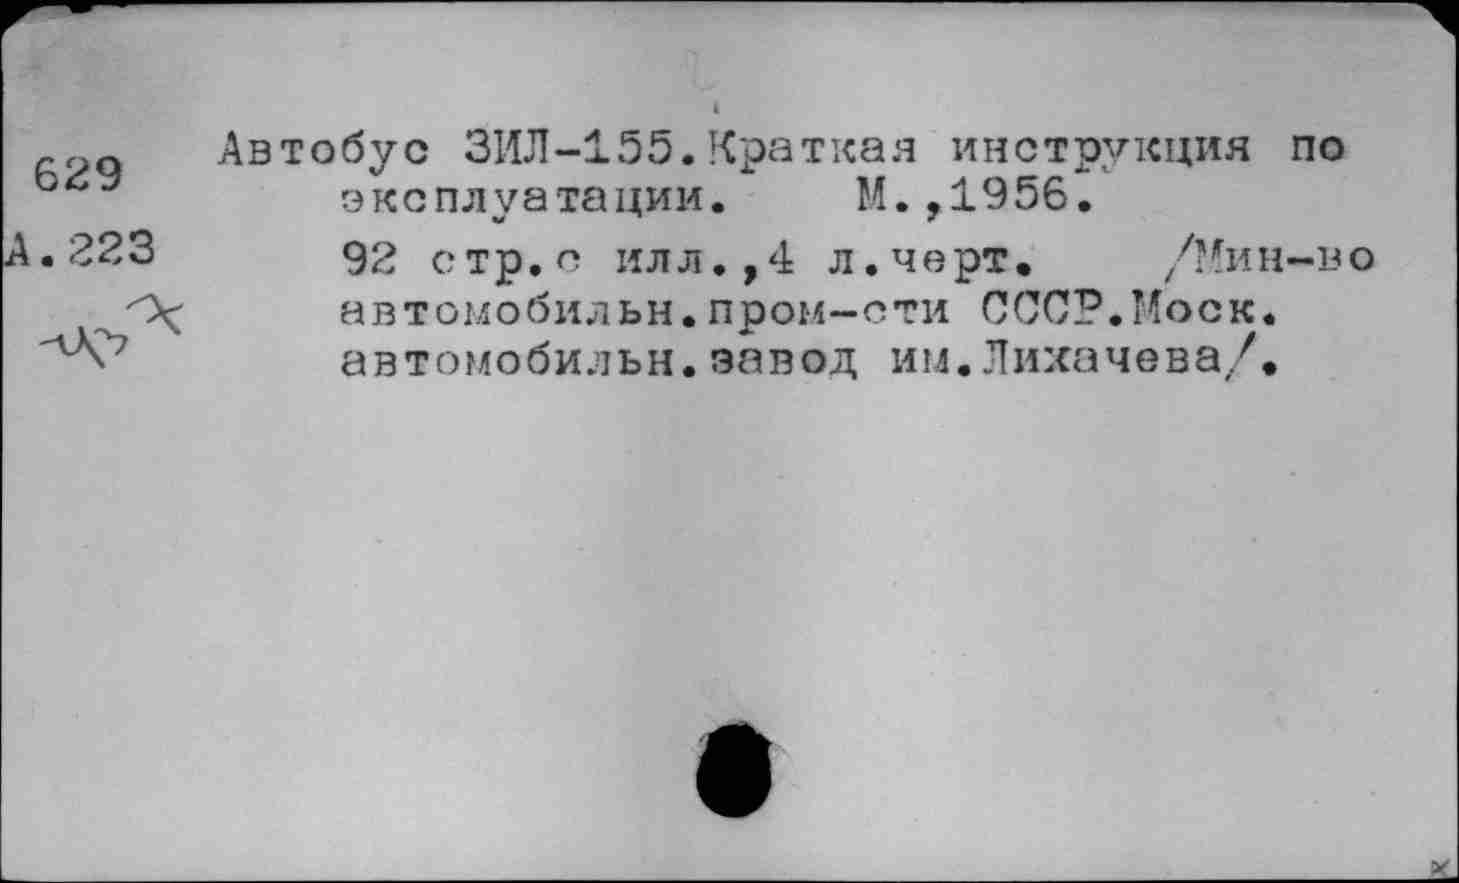 629
Автобус ЗИЛ-155.Краткая инструкция по
эксплуатации. М.,1956.
А.223
92 стр.с илл.,4 л.черт. /Мин-во
автомобильн.пром-сти СССР.Моск.
автомобильн.завод им.Лихачева/.